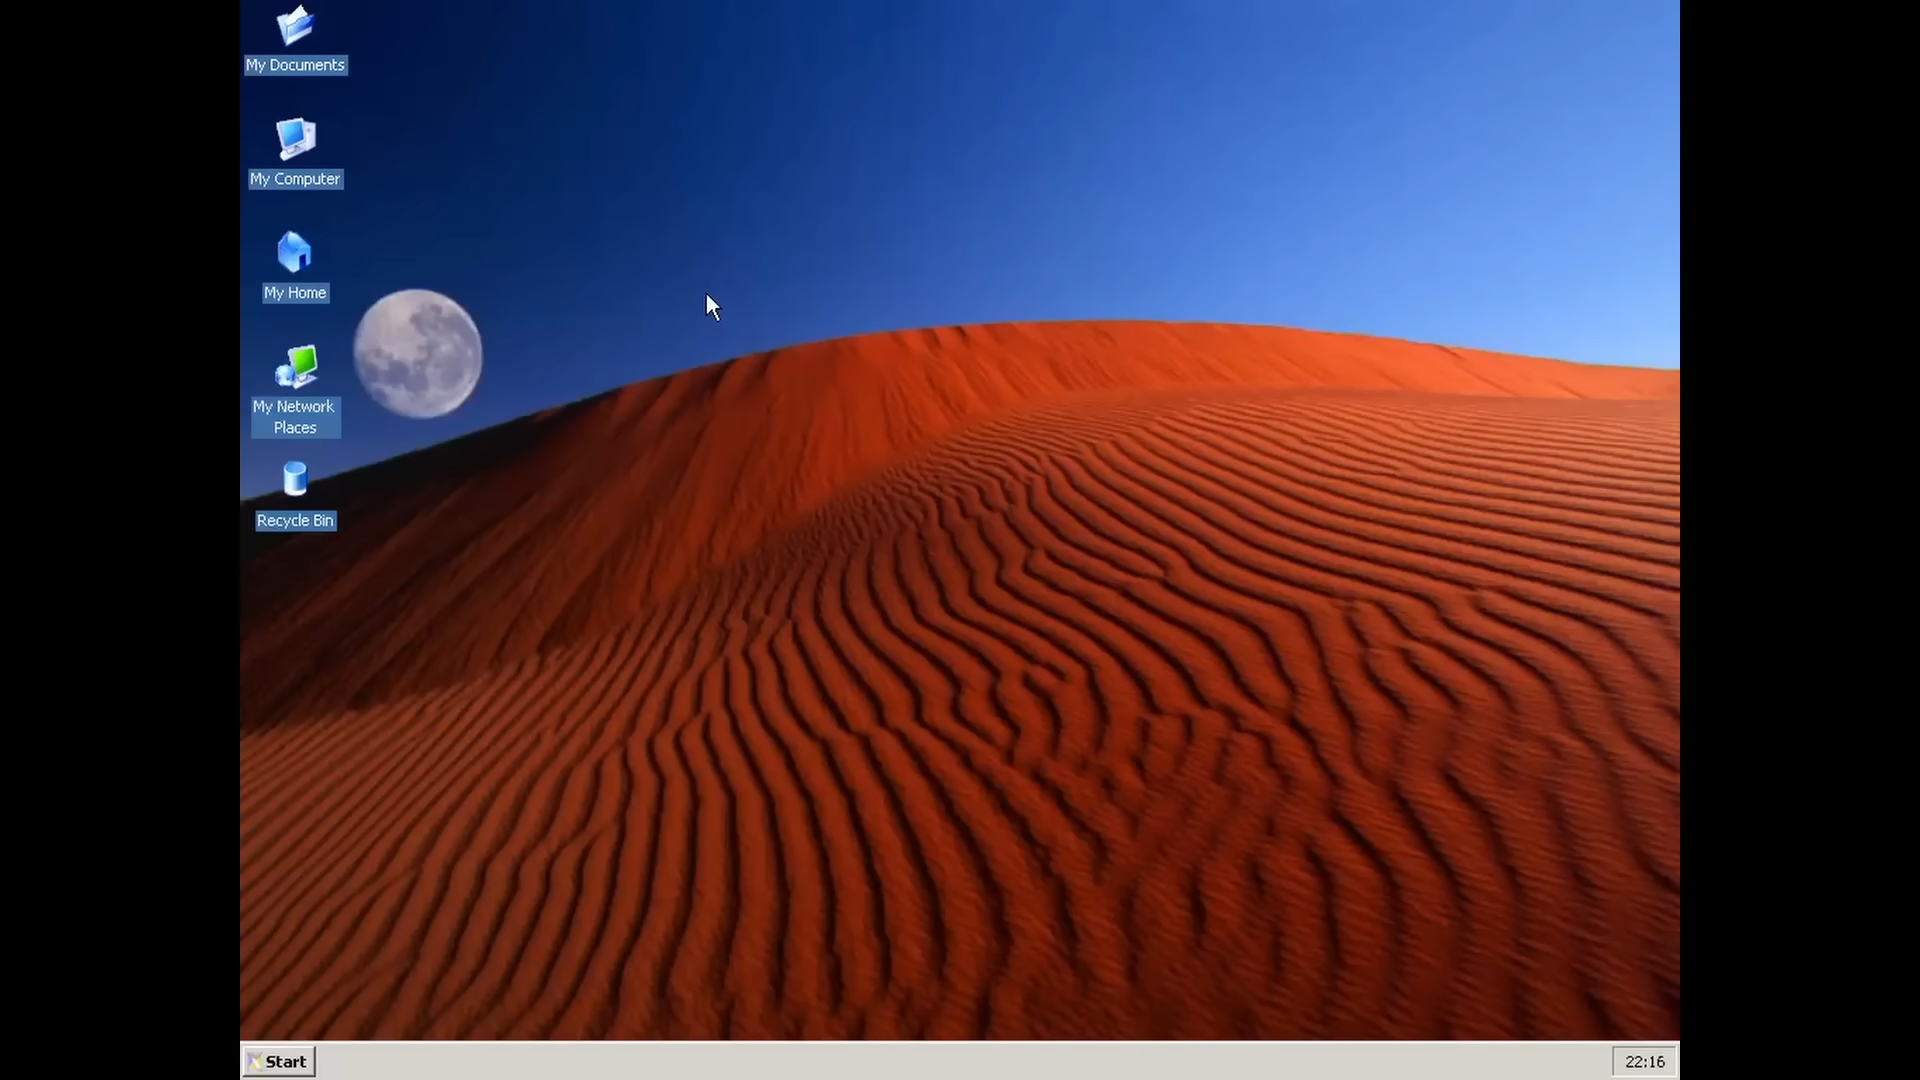 My Documents
My Computer
My Home
My Network
Places
Recycle Bin
Start
22:16